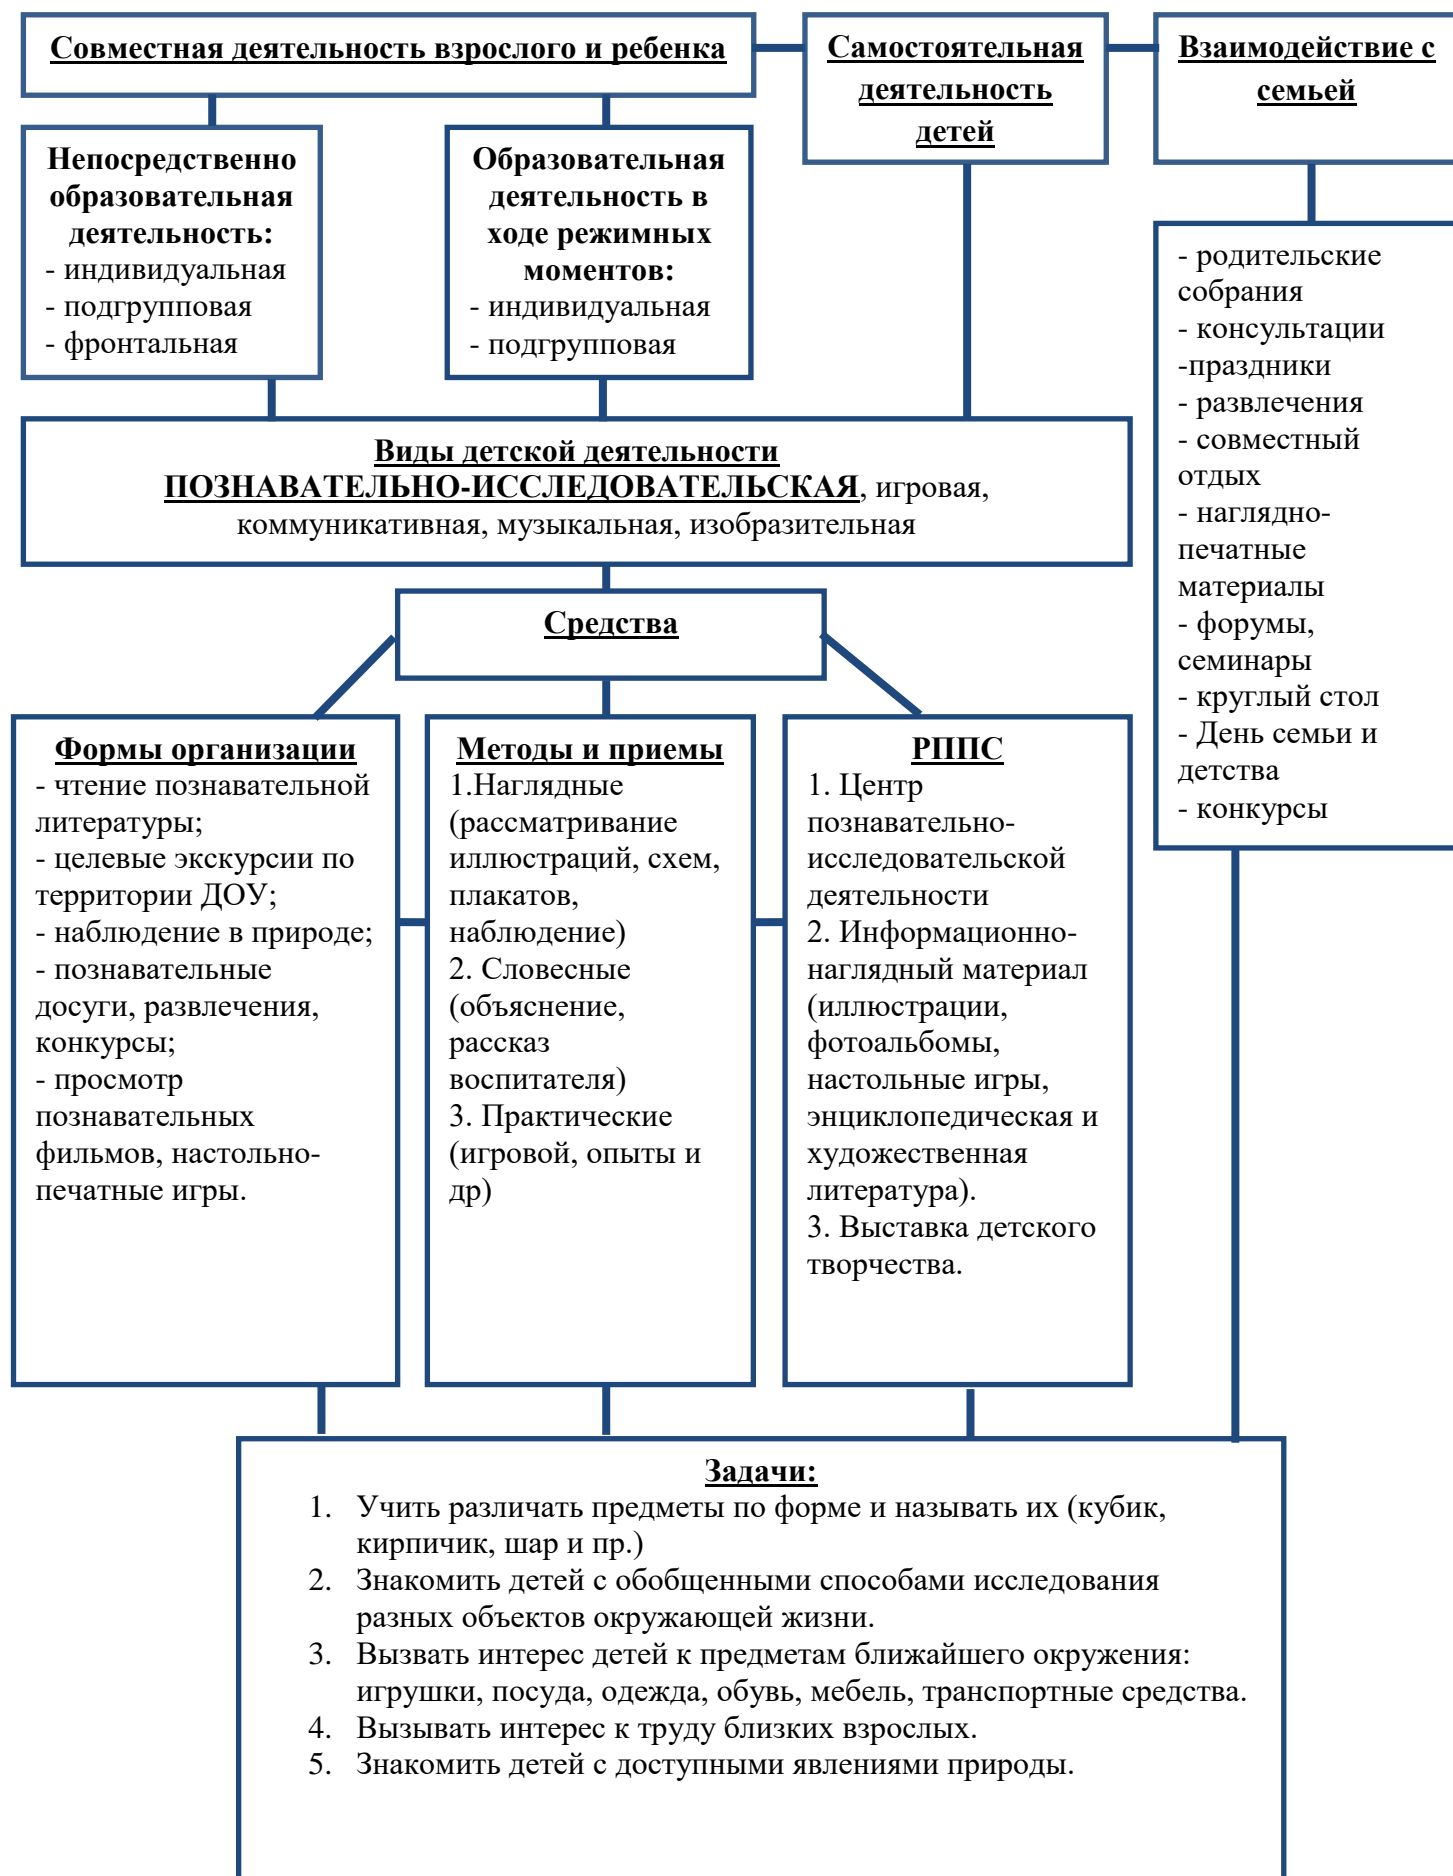 Совместная деятельность взрослого и ребенка
Самостоятельная
деятельность
детей
Взаимодействие с
семьей
Непосредственно
образовательная
деятельность:
- индивидуальная
- подгрупповая
- фронтальная
Образовательная
деятельность в
ходе режимных
моментов:
- индивидуальная
- подгрупповая
- родительские
собрания
- консультации
-праздники
- развлечения
- совместный
отдых
- наглядно-
печатные
материалы
- форумы,
семинары
- круглый стол
- День семьи и
детства
- конкурсы
Виды детской деятельности
ПОЗНАВАТЕЛЬНО-ИССЛЕДОВАТЕЛЬСКАЯ, игровая,
коммуникативная, музыкальная, изобразительная
Средства
Формы организации
- чтение познавательной
литературы;
- целевые экскурсии по
территории ДОУ;
- наблюдение в природе;
- познавательные
досуги, развлечения,
конкурсы;
- просмотр
познавательных
фильмов, настольно-
печатные игры.
Методы и приемы
1.Наглядные
(рассматривание
иллюстраций, схем,
плакатов,
наблюдение)
2. Словесные
(объяснение,
рассказ
воспитателя)
3. Практические
(игровой, опыты и
др)
РППС
1. Центр
познавательно-
исследовательской
деятельности
2. Информационно-
наглядный материал
(иллюстрации,
фотоальбомы,
настольные игры,
энциклопедическая и
художественная
литература).
3. Выставка детского
творчества.
Задачи:
1. Учить различать предметы по форме и называть их (кубик,
кирпичик, шар и пр.)
2. Знакомить детей с обобщенными способами исследования
разных объектов окружающей жизни.
3. Вызвать интерес детей к предметам ближайшего окружения:
игрушки, посуда, одежда, обувь, мебель, транспортные средства.
4. Вызывать интерес к труду близких взрослых.
5. Знакомить детей с доступными явлениями природы.